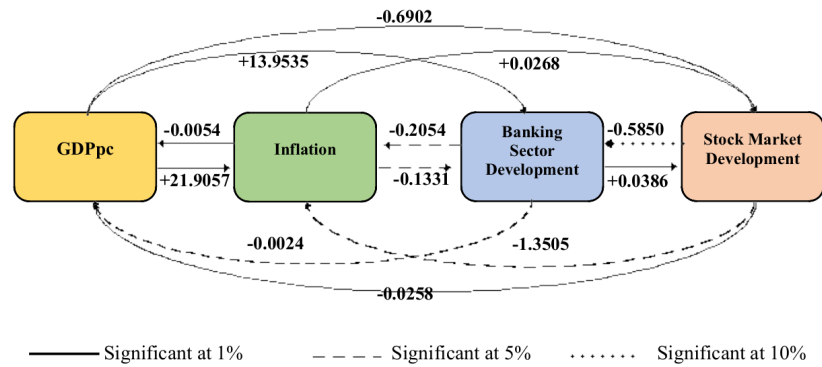 -0.6902
+13.9535
+0.0268
GDPpc
-0.0054
+21.9057
Inflation
-0.2054
-0.1331
Banking
Sector
Development
-0.5850
+0.0386
Stock Market
Development
-0.0024
-1.3505
-0.0258
Significant at 1%
Significant at 5%
Significant at 10%